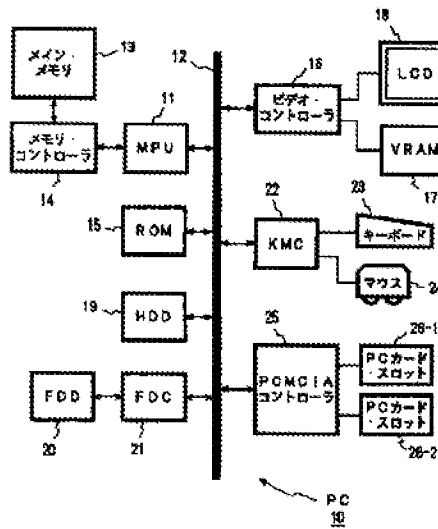 18
13
メイン・
メモリ
12
16
ビデオ・
コントローラ
LCD
11
メモリ・
コントローラ
MPU
VRAM
14
17
22
23
15
ROM
KMC
キーボード
マウス
24
19
HDD
25
26-1
PCMCIA
コントローラ
PCカード
・スロット
FDD
FDC
PCカード
・スロット
20
21
26-2
PC
10